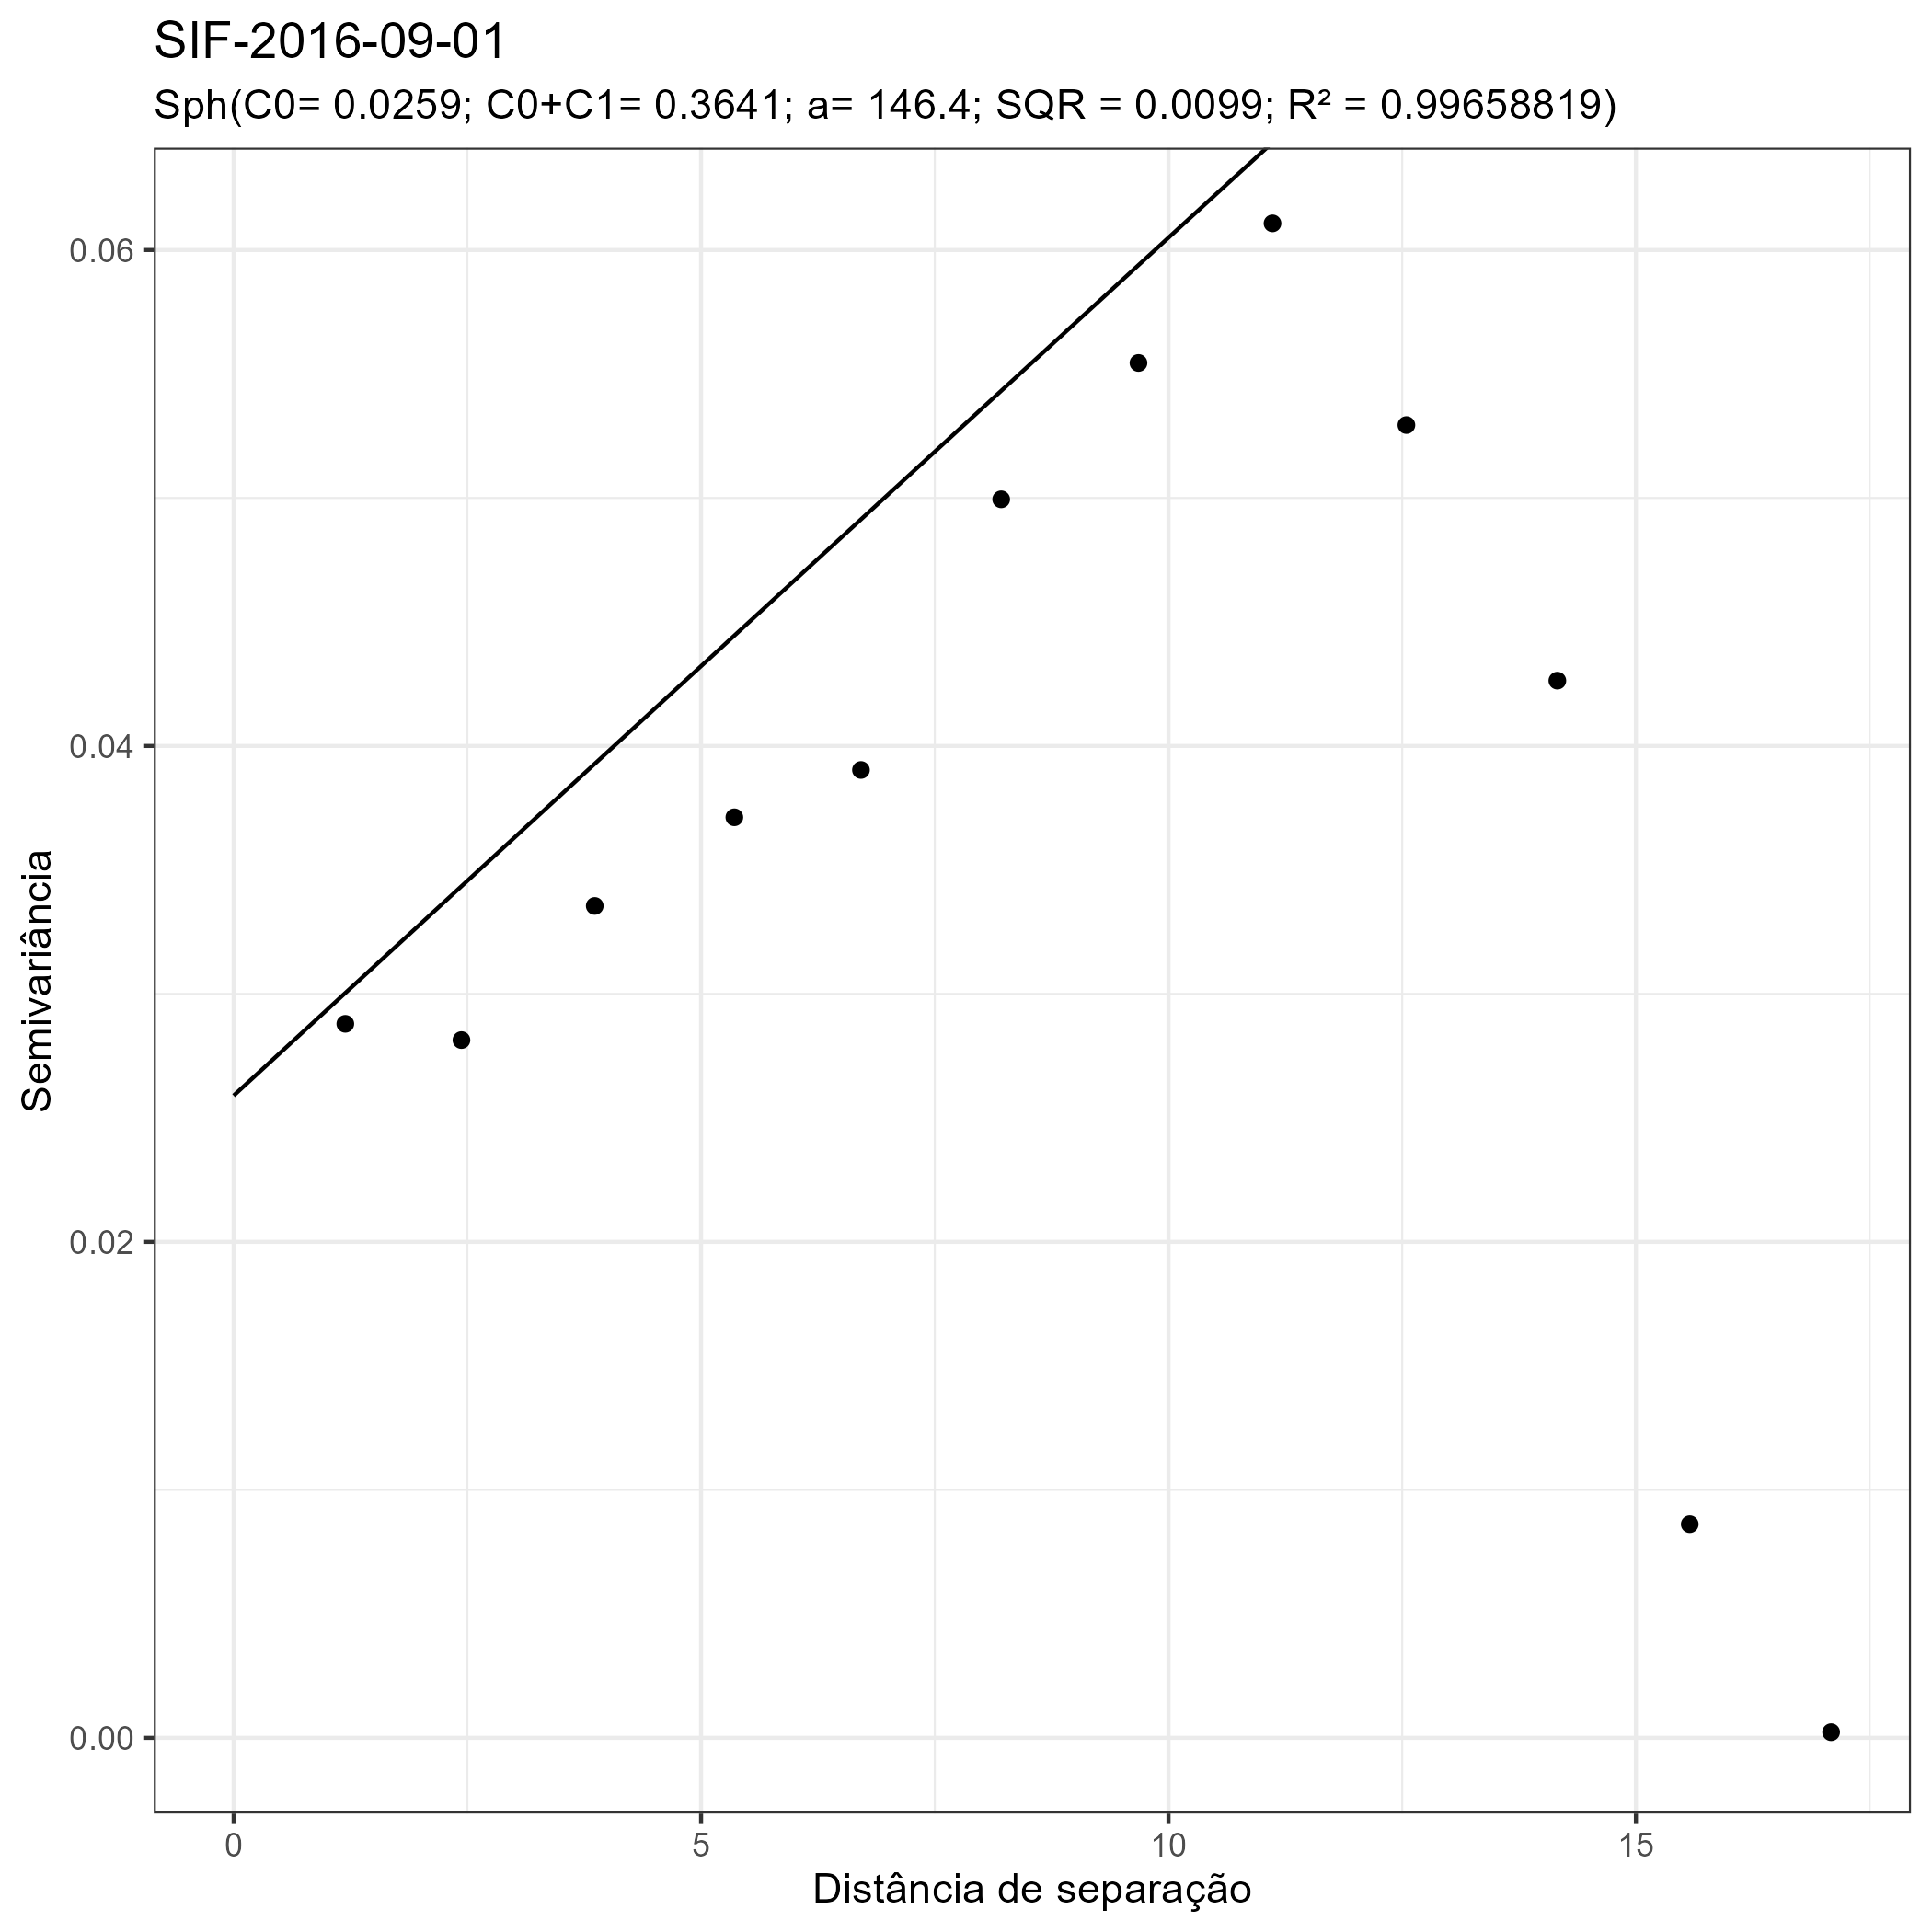 SIF-2016-09-01
Sph(C0= 0.0259; C0+C1= 0.3641; a= 146.4; SQR = 0.0099; R² = 0.99658819)
0.06
0.04
0.02
0.00
Semivariância
0 5 10 15
Distância de separação